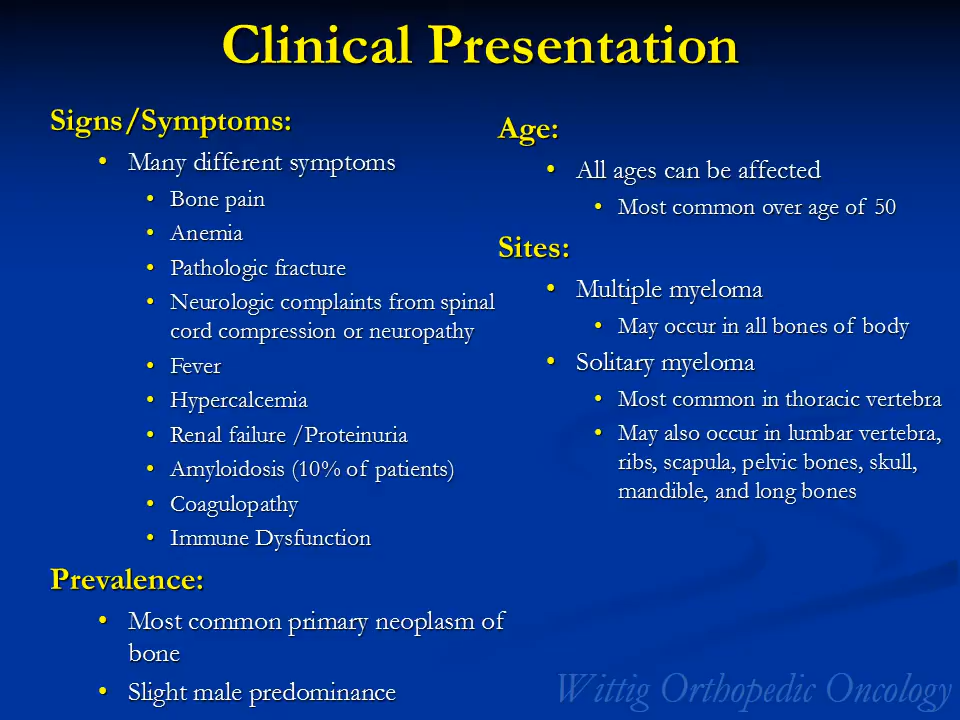 Clinical Presentation
Signs/Symptoms:
• Many different symptoms
• Bone pain
• Anemia
• Pathologic fracture
• Neurologic complaints from spinal
cord compression or neuropathy
• Fever
• Hypercalcemia
• Renal failure /Proteinuria
• Amyloidosis (10% of patients)
• Coagulopathy
• Immune Dysfunction
Prevalence:
• Most common primary neoplasm of
bone
• Slight male predominance
Age:
• All ages can be affected
• Most common over age of 50
Sites:
• Multiple myeloma
• May occur in all bones of body
• Solitary myeloma
• Most common in thoracic vertebra
• May also occur in lumbar vertebra,
ribs, scapula, pelvic bones, skull,
mandible, and long bones
Wittig Orthopedic Oncology